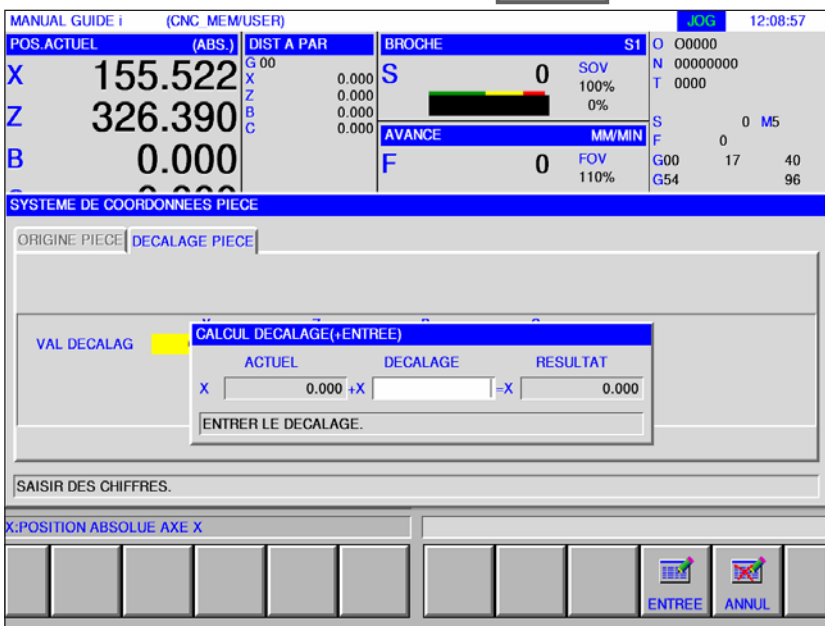 MANUAL GUIDE i (CNC_MEM/USER) JOG 12:08:57
POS.ACTUEL (ABS.) DIST A PAR BROCHE S1 O O0000
G 00 N 00000000
X 155.522 X 0.000 S 0 SOV T 0000
Z 0.000 100%
Z 326.390 B 0.000 0%
C 0.000 S 0 M5
AVANCE MM/MIN F 0
B 0.000 F 0 FOV G00 17 40
110% G54 96
SYSTEME DE COORDONNEES PIECE
ORIGINE PIECE DECALAGE PIECE
VAL DECALAG
CALCUL DECALAGE(+ENTREE)
ACTUEL DECALAGE RESULTAT
X 0.000 +X =X 0.000
ENTRER LE DECALAGE.
SAISIR DES CHIFFRES.
X:POSITION ABSOLUE AXE X
ENTREE ANNUL